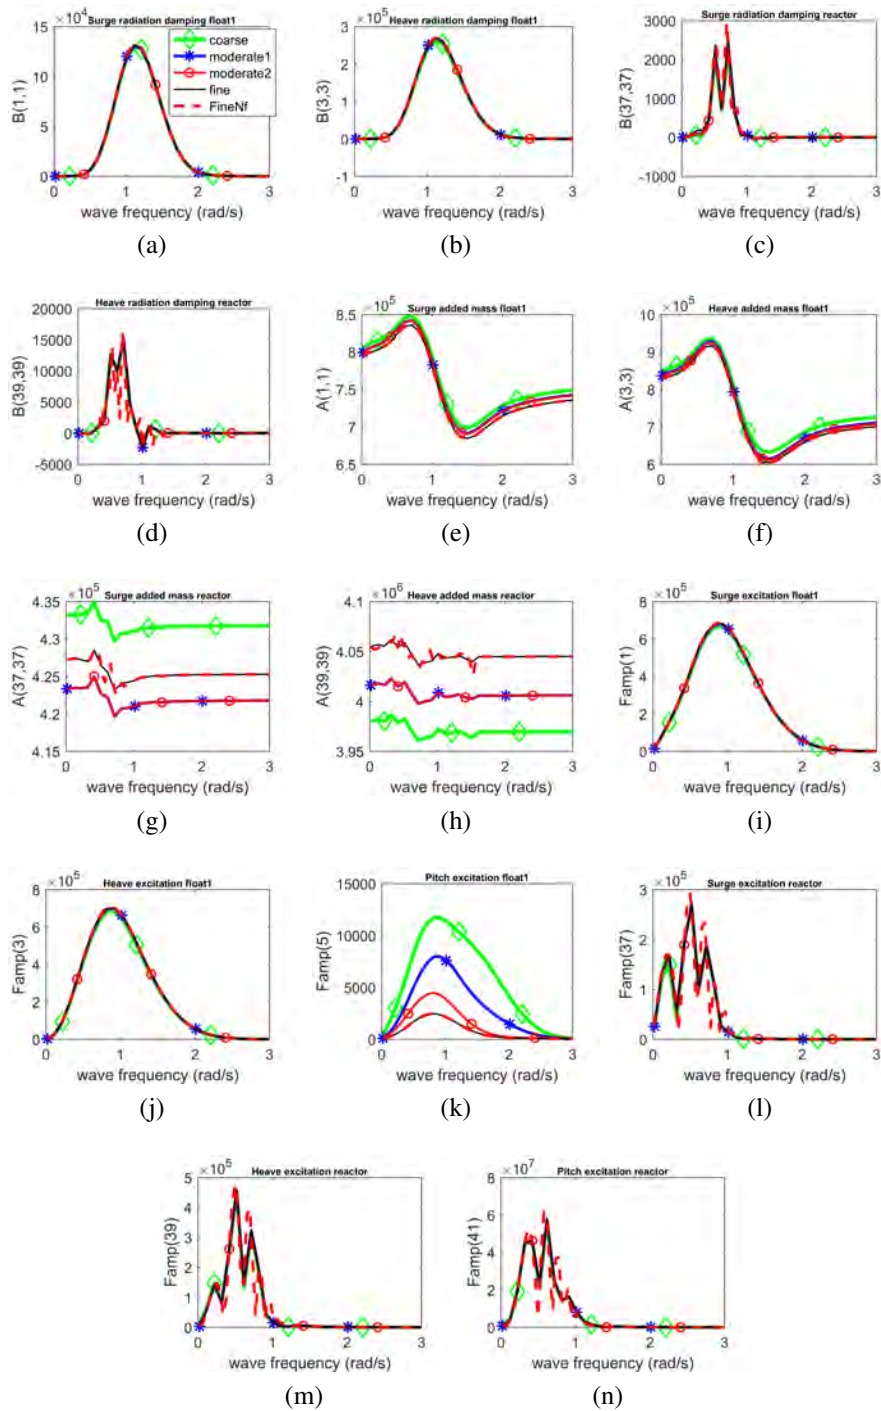 Surge radiation damping float1
×10^4
15
10
5
0
B(1,1)
coarse
moderate1
moderate2
fine
FineNf
0 1 2 3
wave frequency (rad/s)
(a)
Heave radiation damping float1
×10^5
3
2
1
0
-1
B(3,3)
0 1 2 3
wave frequency (rad/s)
(b)
Surge radiation damping reactor
3000
2000
1000
0
-1000
B(37,37)
0 1 2 3
wave frequency (rad/s)
(c)
Heave radiation damping reactor
20000
15000
10000
5000
0
-5000
B(39,39)
0 1 2 3
wave frequency (rad/s)
(d)
Surge added mass float1
×10^5
8.5
8
7.5
7
6.5
A(1,1)
0 1 2 3
wave frequency (rad/s)
(e)
Heave added mass float1
×10^5
10
9
8
7
6
A(3,3)
0 1 2 3
wave frequency (rad/s)
(f)
Surge added mass reactor
×10^5
4.35
4.3
4.25
4.2
4.15
A(37,37)
0 1 2 3
wave frequency (rad/s)
(g)
Heave added mass reactor
×10^6
4.1
4.05
4
3.95
A(39,39)
0 1 2 3
wave frequency (rad/s)
(h)
Surge excitation float1
×10^5
8
6
4
2
0
Famp(1)
0 1 2 3
wave frequency (rad/s)
(i)
Heave excitation float1
×10^5
8
6
4
2
0
Famp(3)
0 1 2 3
wave frequency (rad/s)
(j)
Pitch excitation float1
15000
10000
5000
0
Famp(5)
0 1 2 3
wave frequency (rad/s)
(k)
Surge excitation reactor
×10^5
3
2
1
0
Famp(37)
0 1 2 3
wave frequency (rad/s)
(l)
Heave excitation reactor
×10^5
5
4
3
2
1
0
Famp(39)
0 1 2 3
wave frequency (rad/s)
(m)
Pitch excitation reactor
×10^7
8
6
4
2
0
Famp(41)
0 1 2 3
wave frequency (rad/s)
(n)